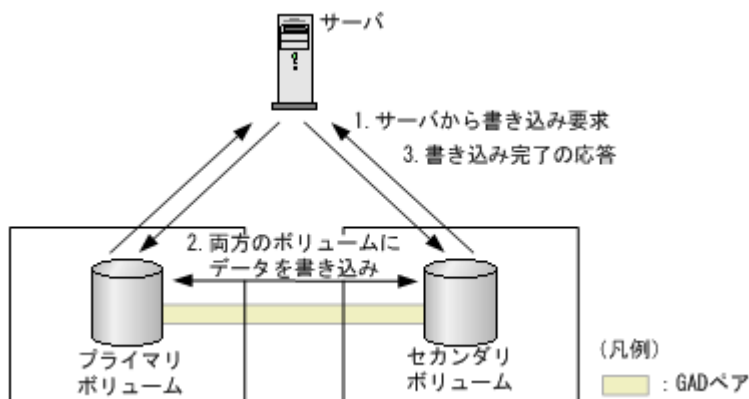 サーバ
1. サーバから書き込み要求
3. 書き込み完了の応答
2. 両方のボリュームに
データを書き込み
プライマリ
ボリューム
セカンダリ
ボリューム
(凡例)
: GADペア